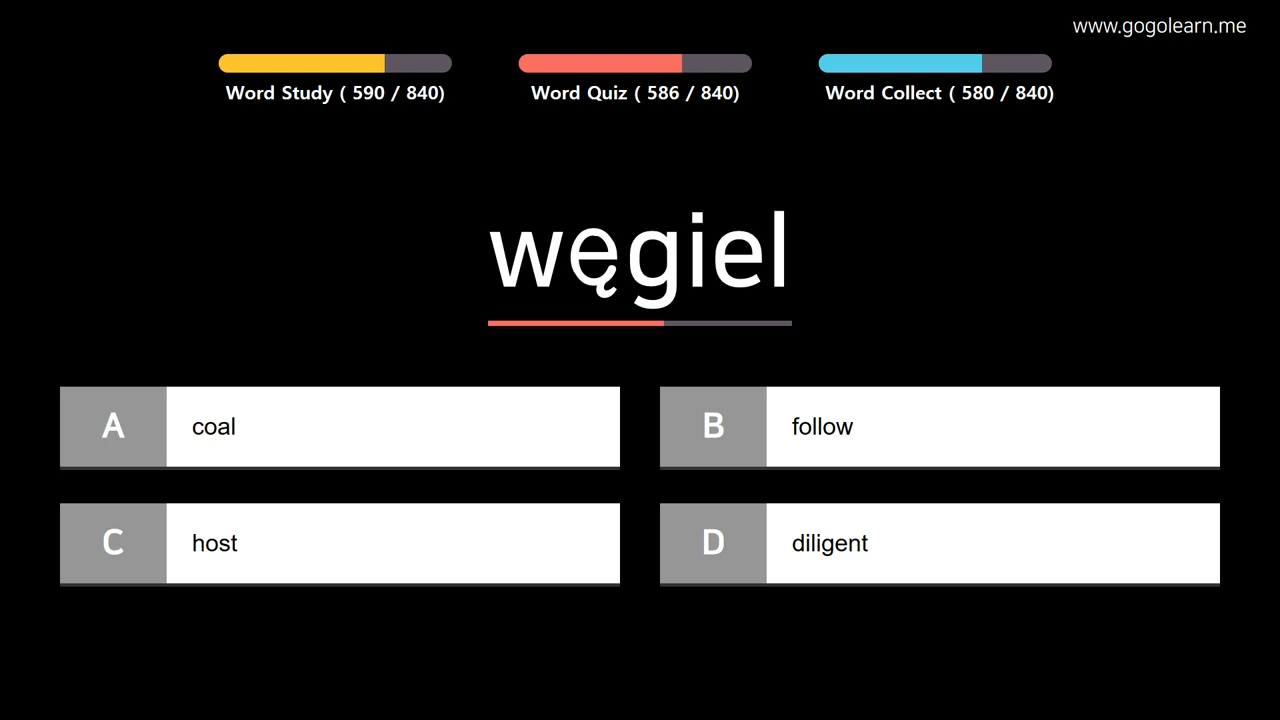 www.gogolearn.me
Word Study ( 590 / 840)
Word Quiz ( 586 / 840)
Word Collect ( 580 / 840)
węgiel
A coal
B follow
C host
D diligent